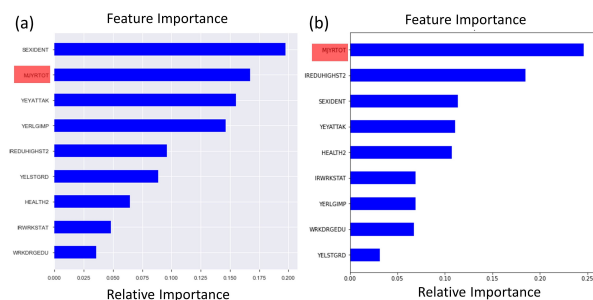 (a)
Feature Importance
SEXIDENT
MJYRTOT
YEYATTAK
YERLGIMP
IREDUHIGHST2
YELSTGRD
HEALTH2
IRWRKSTAT
WRKDRGEDU
0.000 0.025 0.050 0.075 0.100 0.125 0.150 0.175 0.200
Relative Importance
(b)
Feature Importance
MJYRTOT
IREDUHIGHST2
SEXIDENT
YEYATTAK
HEALTH2
IRWRKSTAT
YERLGIMP
WRKDRGEDU
YELSTGRD
0.00 0.05 0.10 0.15 0.20 0.25
Relative Importance